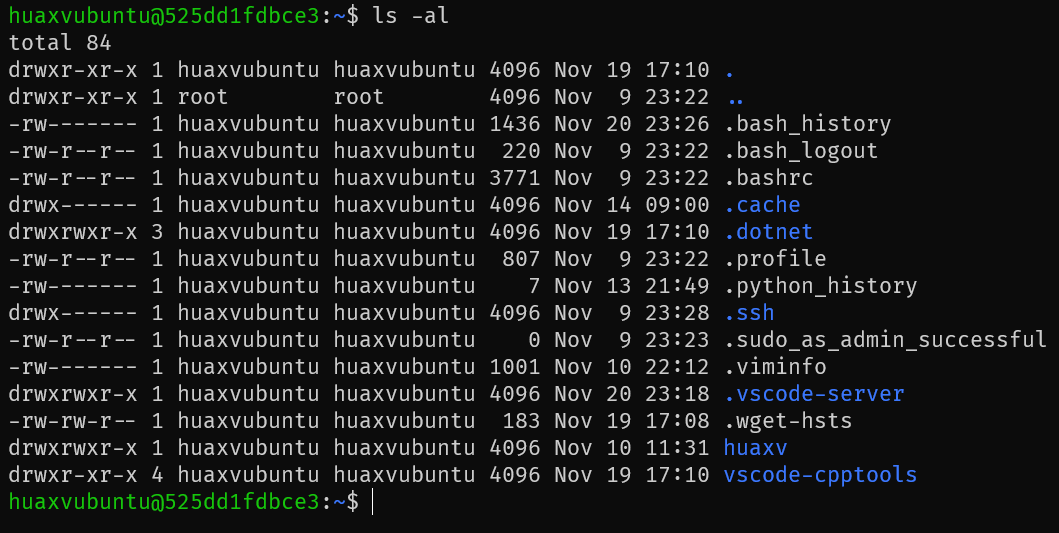 huaxvubuntu@525dd1fdbce3:~$ ls -al
total 84
drwxr-xr-x 1 huaxvubuntu huaxvubuntu 4096 Nov 19 17:10 .
drwxr-xr-x 1 root        root        4096 Nov  9 23:22 ..
-rw------- 1 huaxvubuntu huaxvubuntu 1436 Nov 20 23:26 .bash_history
-rw-r--r-- 1 huaxvubuntu huaxvubuntu  220 Nov  9 23:22 .bash_logout
-rw-r--r-- 1 huaxvubuntu huaxvubuntu 3771 Nov  9 23:22 .bashrc
drwx------ 1 huaxvubuntu huaxvubuntu 4096 Nov 14 09:00 .cache
drwxrwxr-x 3 huaxvubuntu huaxvubuntu 4096 Nov 19 17:10 .dotnet
-rw-r--r-- 1 huaxvubuntu huaxvubuntu  807 Nov  9 23:22 .profile
-rw------- 1 huaxvubuntu huaxvubuntu    7 Nov 13 21:49 .python_history
drwx------ 1 huaxvubuntu huaxvubuntu 4096 Nov  9 23:28 .ssh
-rw-r--r-- 1 huaxvubuntu huaxvubuntu    0 Nov  9 23:23 .sudo_as_admin_successful
-rw------- 1 huaxvubuntu huaxvubuntu 1001 Nov 10 22:12 .viminfo
drwxrwxr-x 1 huaxvubuntu huaxvubuntu 4096 Nov 20 23:18 .vscode-server
-rw-rw-r-- 1 huaxvubuntu huaxvubuntu  183 Nov 19 17:08 .wget-hsts
drwxrwxr-x 1 huaxvubuntu huaxvubuntu 4096 Nov 10 11:31 huaxv
drwxr-xr-x 4 huaxvubuntu huaxvubuntu 4096 Nov 19 17:10 vscode-cpptools
huaxvubuntu@525dd1fdbce3:~$